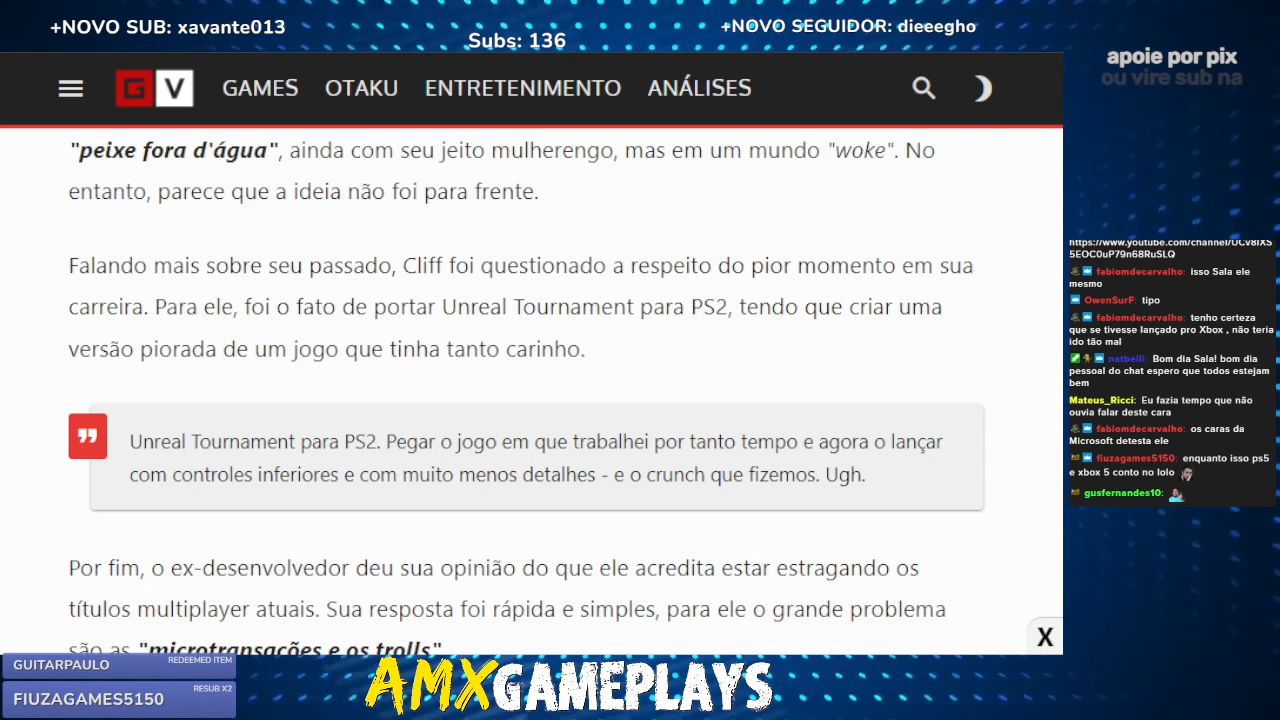 +NOVO SUB: xavante013
Subs: 136
+NOVO SEGUIDOR: dieeegho
apoie por pix
ou vire sub na
G V GAMES OTAKU ENTRETENIMENTO ANÁLISES
"peixe fora d'água", ainda com seu jeito mulherengo, mas em um mundo "woke". No
entanto, parece que a ideia não foi para frente.
Falando mais sobre seu passado, Cliff foi questionado a respeito do pior momento em sua
carreira. Para ele, foi o fato de portar Unreal Tournament para PS2, tendo que criar uma
versão piorada de um jogo que tinha tanto carinho.
Unreal Tournament para PS2. Pegar o jogo em que trabalhei por tanto tempo e agora o lançar
com controles inferiores e com muito menos detalhes - e o crunch que fizemos. Ugh.
Por fim, o ex-desenvolvedor deu sua opinião do que ele acredita estar estragando os
títulos multiplayer atuais. Sua resposta foi rápida e simples, para ele o grande problema
são as "microtransações e os trolls"
X
https://www.youtube.com/channel/UCv8IXS
5EOC0uP79n68RuSLQ
fabiomdecarvalho: isso Sala ele
mesmo
OwenSurF: tipo
fabiomdecarvalho: tenho certeza
que se tivesse lançado pro Xbox , não teria
ido tão mal
natbelli: Bom dia Sala! bom dia
pessoal do chat espero que todos estejam
bem
Mateus_Ricci: Eu fazia tempo que não
ouvia falar deste cara
fabiomdecarvalho: os caras da
Microsoft detesta ele
fiuzagames5150: enquanto isso ps5
e xbox 5 conto no lolo
gusfernandes10:
GUITARPAULO REDEEMED ITEM
FIUZAGAMES5150 RESUB X2
AMXGAMEPLAYS